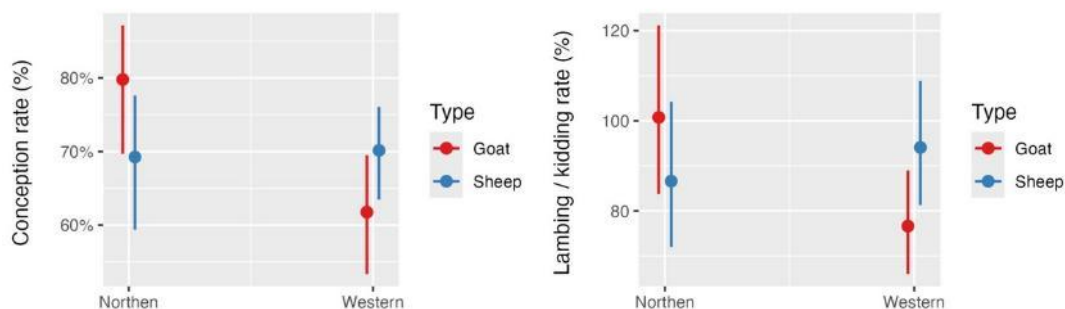 Conception rate (%)
80%
70%
60%
Northen
Western
Type
Goat
Sheep
Lambing / kidding rate (%)
120
100
80
Northen
Western
Type
Goat
Sheep